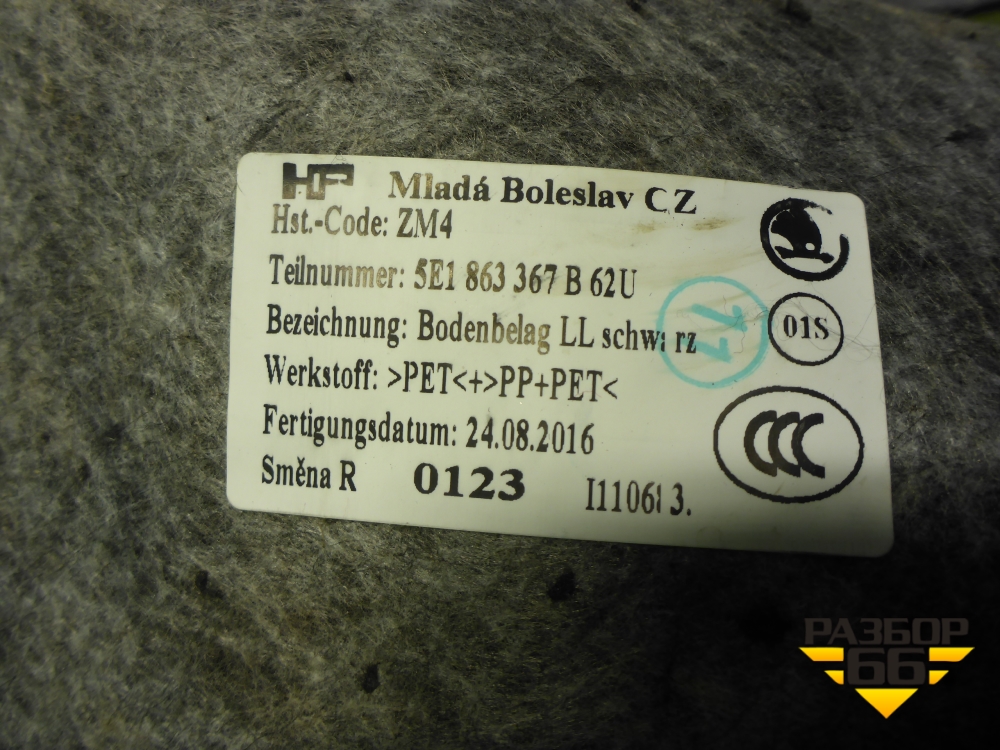 HP Mladá Boleslav CZ
Hst.-Code: ZM4
Teilnummer: 5E1 863 367 B 62U
Bezeichnung: Bodenbelag LL schwarz
01S
11
Werkstoff: >PET<+>PP+PET<
CCC
Fertigungsdatum: 24.08.2016
Směna R 0123
РАЗБОР
66